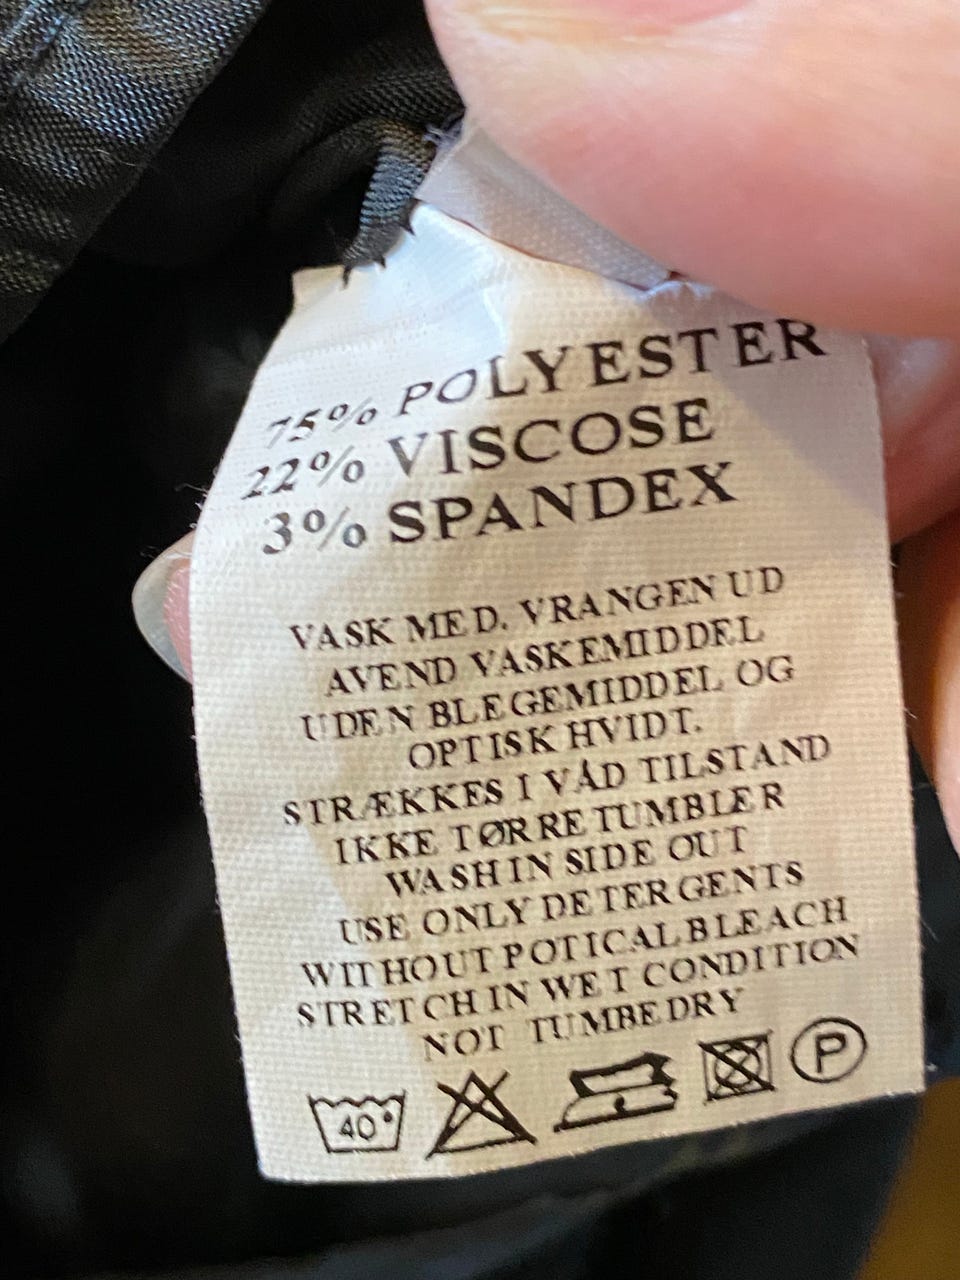 75% POLYESTER
22% VISCOSE
3% SPANDEX
VASK MED. VRANGEN UD
AVEND VASKEMIDDEL
UDEN BLEGEMIDDEL OG
OPTISK HVIDT.
STRÆKKES I VÅD TILSTAND
IKKE TØRRE TUMBLER
WASH IN SIDE OUT
USE ONLY DETERGENTS
WITHOUT POTICAL BLEACH
STRETCH IN WET CONDITION
NOT TUMBEDRY
40° P